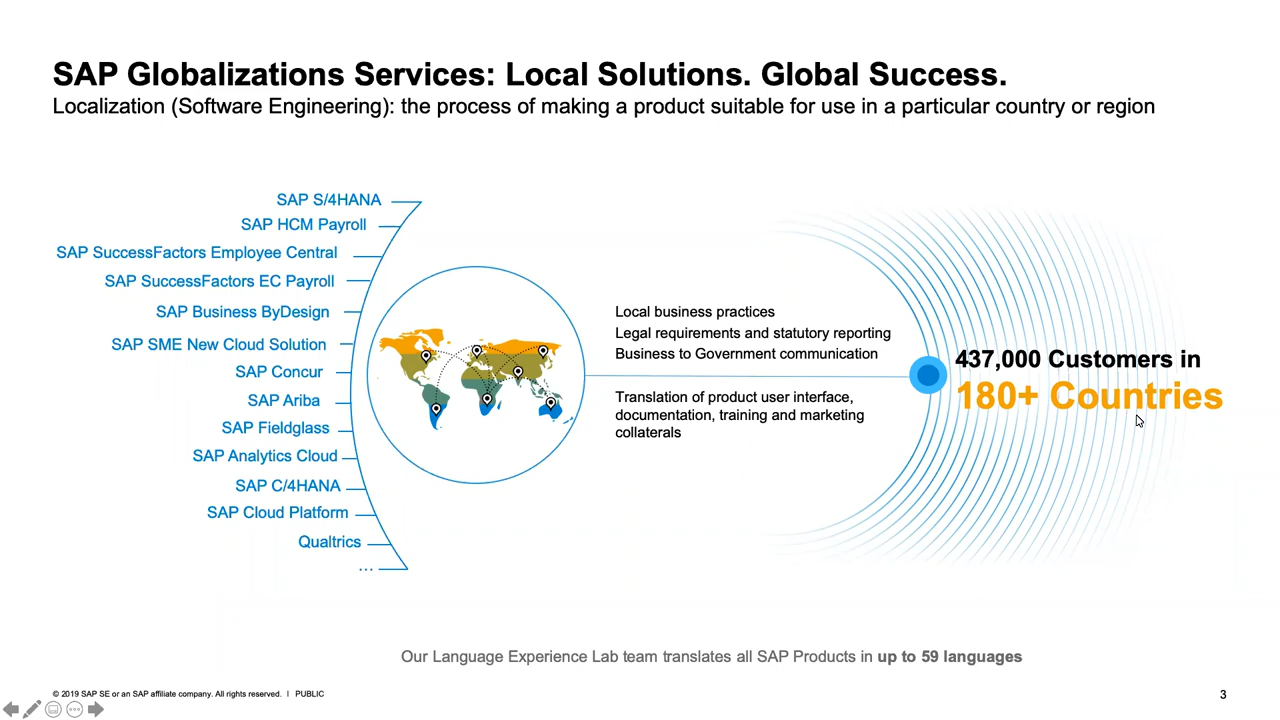 SAP Globalizations Services: Local Solutions. Global Success.
Localization (Software Engineering): the process of making a product suitable for use in a particular country or region
SAP S/4HANA
SAP HCM Payroll
SAP SuccessFactors Employee Central
SAP SuccessFactors EC Payroll
SAP Business ByDesign
SAP SME New Cloud Solution
SAP Concur
SAP Ariba
SAP Fieldglass
SAP Analytics Cloud
SAP C/4HANA
SAP Cloud Platform
Qualtrics
...
Local business practices
Legal requirements and statutory reporting
Business to Government communication
Translation of product user interface,
documentation, training and marketing
collaterals
437,000 Customers in
180+ Countries
Our Language Experience Lab team translates all SAP Products in up to 59 languages
© 2019 SAP SE or an SAP affiliate company. All rights reserved. I PUBLIC
3